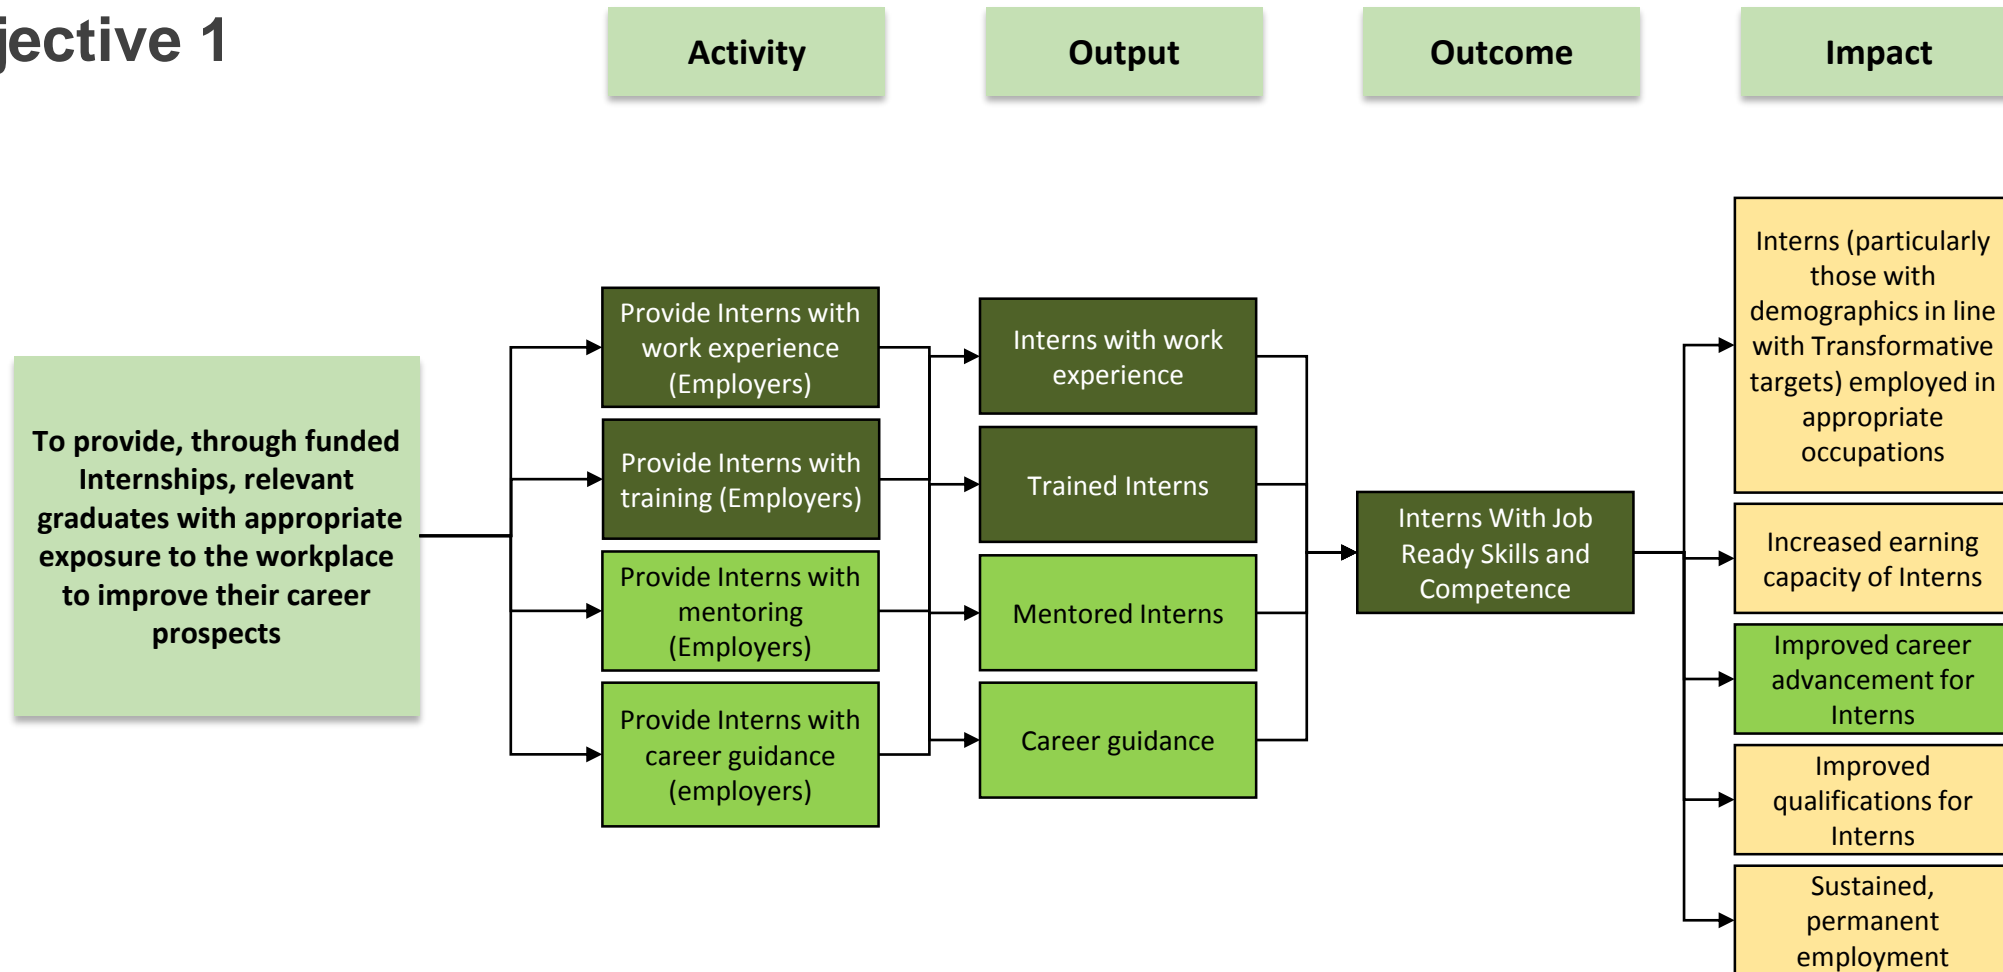 jective 1
Activity
Output
Outcome
Impact
To provide, through funded
Internships, relevant
graduates with appropriate
exposure to the workplace
to improve their career
prospects
Provide Interns with
work experience
(Employers)
Provide Interns with
training (Employers)
Provide Interns with
mentoring
(Employers)
Provide Interns with
career guidance
(employers)
Interns with work
experience
Trained Interns
Mentored Interns
Career guidance
Interns With Job
Ready Skills and
Competence
Interns (particularly
those with
demographics in line
with Transformative
targets) employed in
appropriate
occupations
Increased earning
capacity of Interns
Improved career
advancement for
Interns
Improved
qualifications for
Interns
Sustained,
permanent
employment